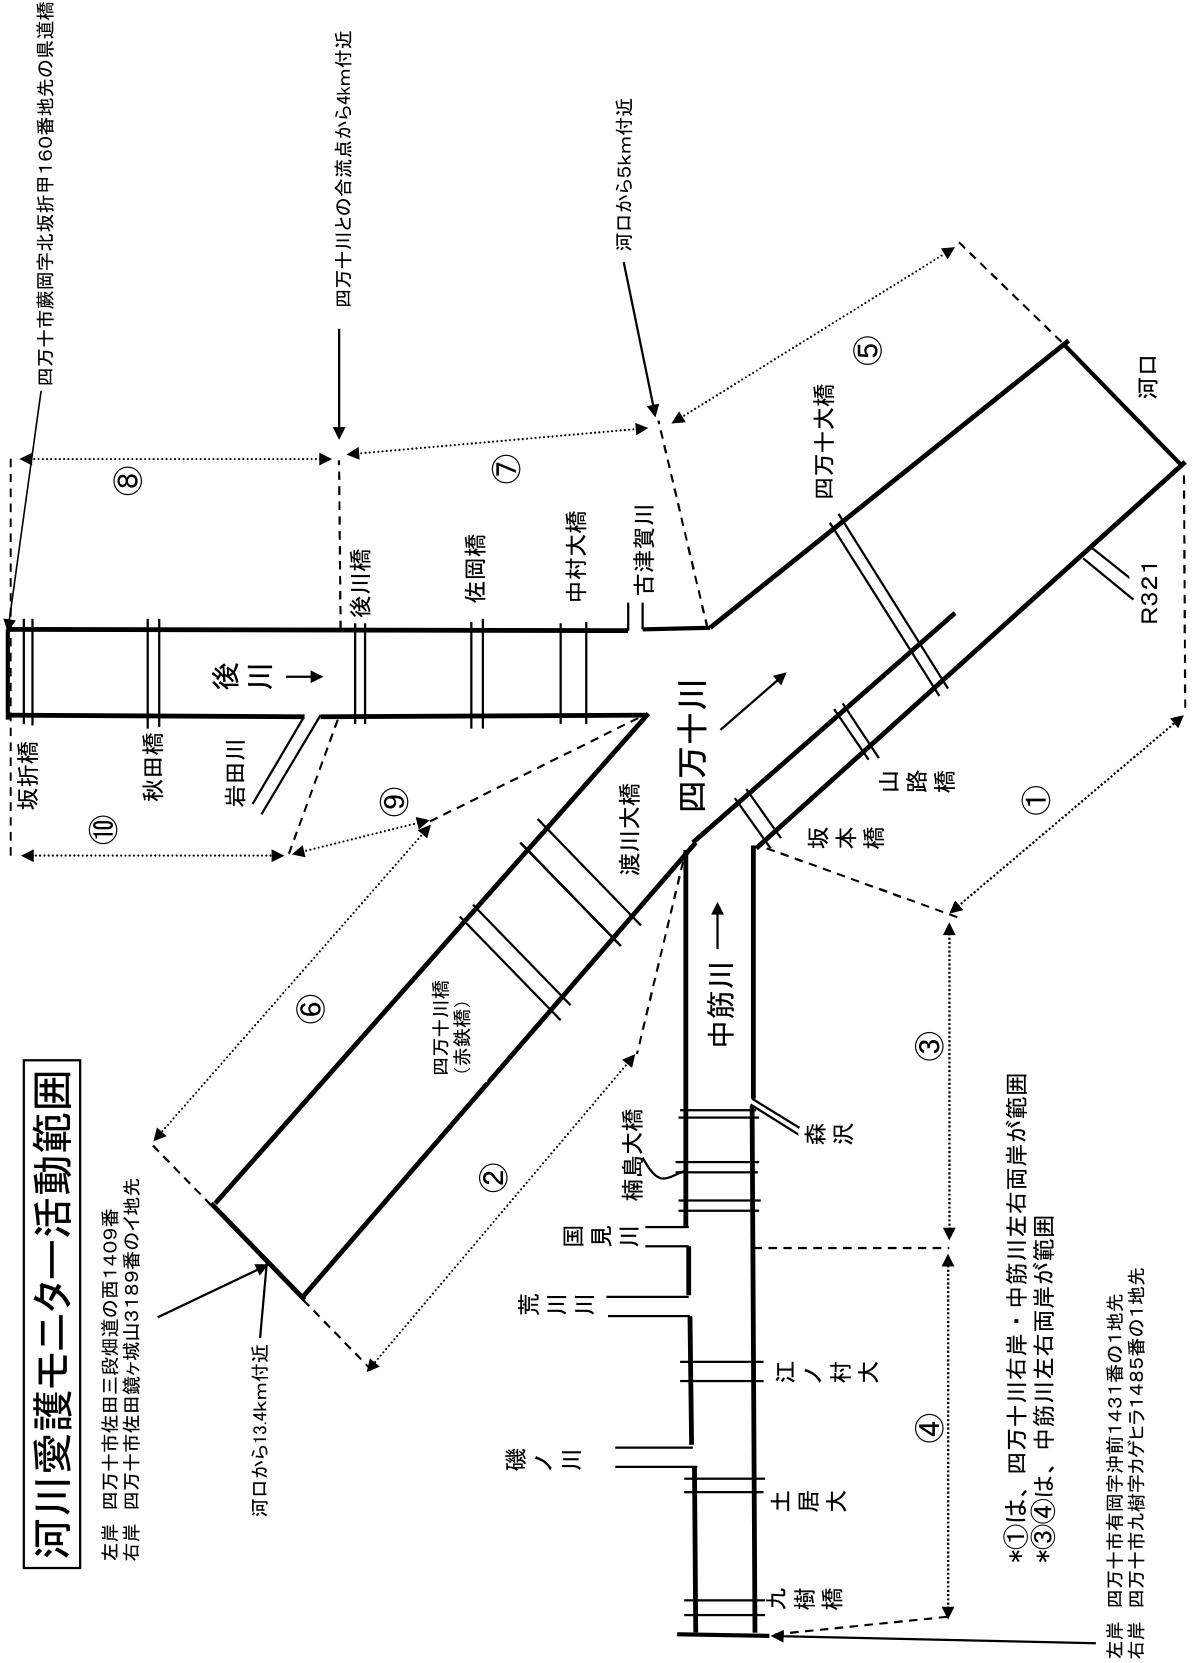 河川愛護モニター活動範囲
左岸　四万十市佐田三段畑道の西1409番
右岸　四万十市佐田鏡ヶ城山3189番のイ地先
河口から13.4km付近
四万十市蕨岡字北坂折甲160番地先の県道橋
四万十川との合流点から4km付近
河口から5km付近
⑧
⑦
⑤
⑩
⑨
⑥
②
①
③
④
坂折橋
秋田橋
岩田川
後川
後川橋
佐岡橋
中村大橋
古津賀川
四万十大橋
河口
R321
四万十川
渡川大橋
四万十川橋
(赤鉄橋)
山路橋
坂本橋
中筋川
森沢
楠島大橋
国見川
荒川川
磯ノ川
江ノ村大
土居大
九樹橋
*①は、四万十川右岸・中筋川左右両岸が範囲
*③④は、中筋川左右両岸が範囲
左岸　四万十市有岡字沖前1431番の1地先
右岸　四万十市九樹字カゲヒラ1485番の1地先